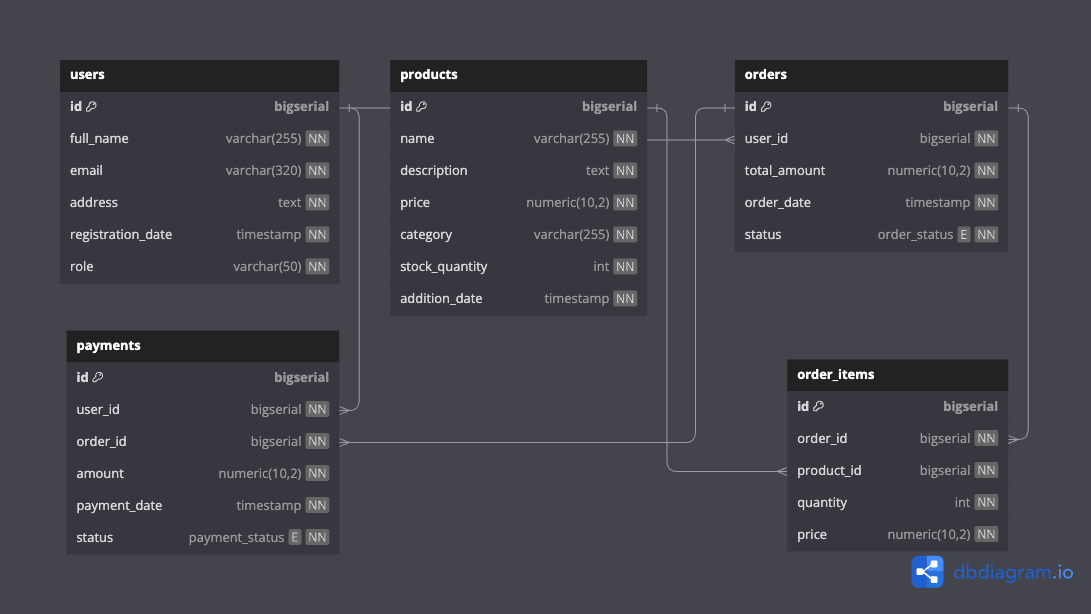 users
id bigserial
full_name varchar(255) NN
email varchar(320) NN
address text NN
registration_date timestamp NN
role varchar(50) NN
products
id bigserial
name varchar(255) NN
description text NN
price numeric(10,2) NN
category varchar(255) NN
stock_quantity int NN
addition_date timestamp NN
orders
id bigserial
user_id bigserial NN
total_amount numeric(10,2) NN
order_date timestamp NN
status order_status E NN
payments
id bigserial
user_id bigserial NN
order_id bigserial NN
amount numeric(10,2) NN
payment_date timestamp NN
status payment_status E NN
order_items
id bigserial
order_id bigserial NN
product_id bigserial NN
quantity int NN
price numeric(10,2) NN
dbdiagram.io